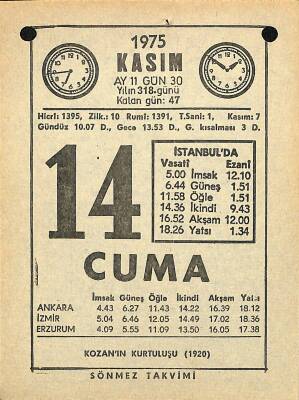 1975
KASIM
AY 11 GÜN 30
Yılın 318. günü
Kalan gün: 47
Hicrî: 1395, Zilk.: 10 Rumî: 1391, T.Sani: 1, Kasım: 7
Gündüz 10.07 D., Gece 13.53 D., G. kısalması 3 D.
14
İSTANBUL'DA
Vasatî Ezanî
5.00 İmsak 12.10
6.44 Güneş 1.51
11.58 Öğle 1.51
14.36 İkindi 9.43
16.52 Akşam 12.00
18.26 Yatsı 1.34
CUMA
İmsak Güneş Öğle İkindi Akşam Yatsı
ANKARA 4.43 6.27 11.43 14.22 16.39 18.12
İZMİR 5.04 6.46 12.05 14.49 17.02 18.36
ERZURUM 4.09 5.55 11.09 13.50 16.05 17.38
KOZAN'IN KURTULUŞU (1920)
SÖNMEZ TAKVİMİ